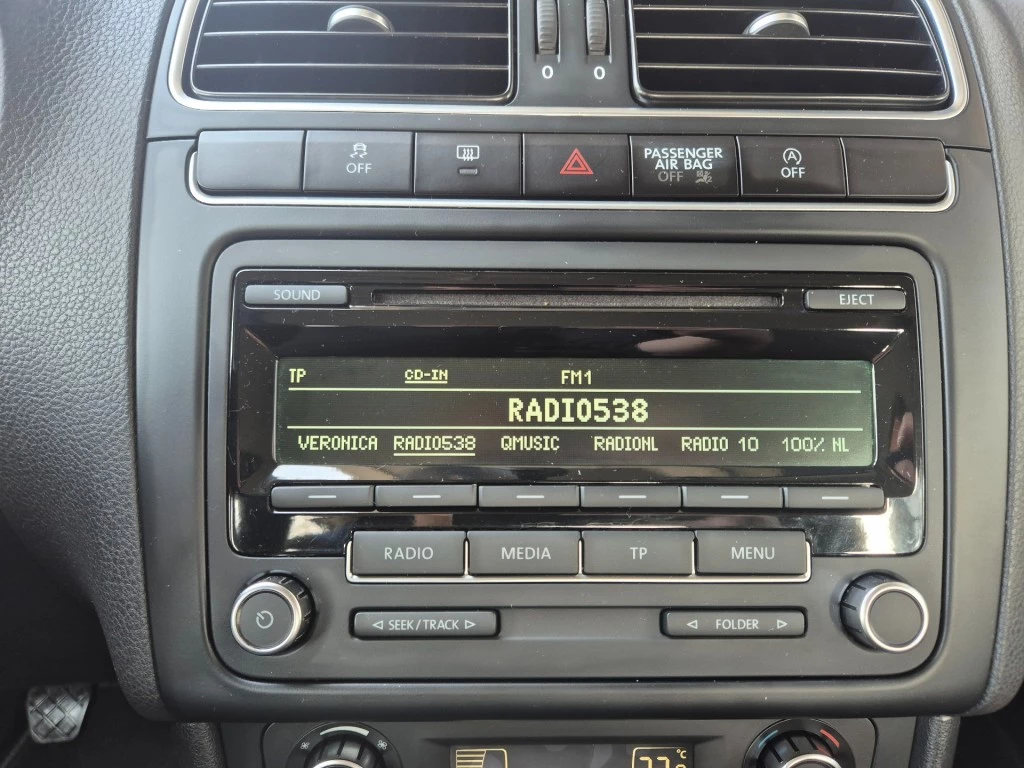 0 0
OFF
PASSENGER
AIR BAG
OFF
A
OFF
SOUND EJECT
TP CD-IN FM1
RADIO538
VERONICA RADIO538 QMUSIC RADIONL RADIO 10 100% NL
RADIO MEDIA TP MENU
SEEK/TRACK FOLDER
°C